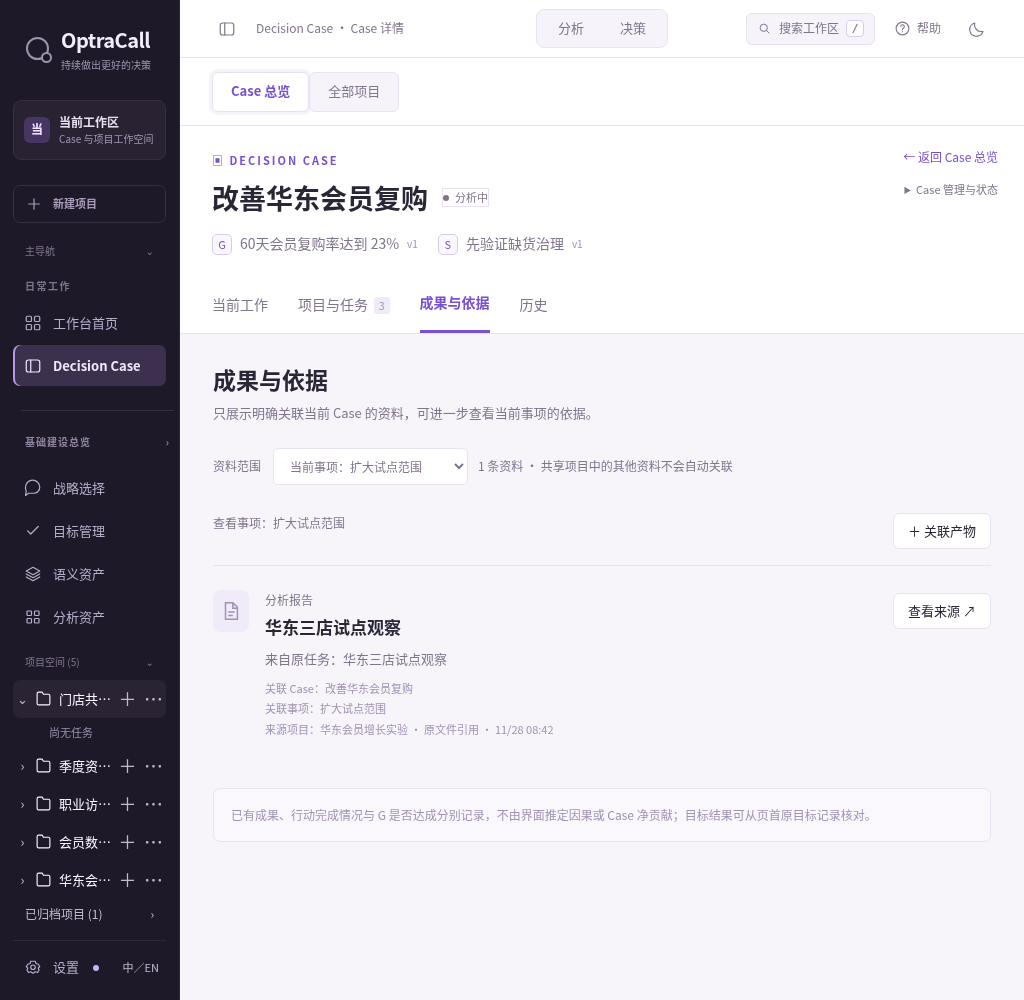 OptraCall
持续做出更好的决策
当
当前工作区
Case 与项目工作空间
新建项目
主导航
日常工作
工作台首页
Decision Case
基础建设总览
战略选择
目标管理
语义资产
分析资产
项目空间 (5)
门店共…
尚无任务
季度资…
职业访…
会员数…
华东会…
已归档项目 (1)
设置
中／EN
Decision Case · Case 详情
分析 决策
搜索工作区 /
帮助
Case 总览 全部项目
DECISION CASE
← 返回 Case 总览
改善华东会员复购 分析中
▶ Case 管理与状态
G 60天会员复购率达到 23% v1 S 先验证缺货治理 v1
当前工作 项目与任务 3 成果与依据 历史
成果与依据
只展示明确关联当前 Case 的资料，可进一步查看当前事项的依据。
资料范围 当前事项：扩大试点范围 1 条资料 · 共享项目中的其他资料不会自动关联
查看事项：扩大试点范围
＋ 关联产物
分析报告
华东三店试点观察
查看来源 ↗
来自原任务：华东三店试点观察
关联 Case：改善华东会员复购
关联事项：扩大试点范围
来源项目：华东会员增长实验 · 原文件引用 · 11/28 08:42
已有成果、行动完成情况与 G 是否达成分别记录，不由界面推定因果或 Case 净贡献；目标结果可从页首原目标记录核对。